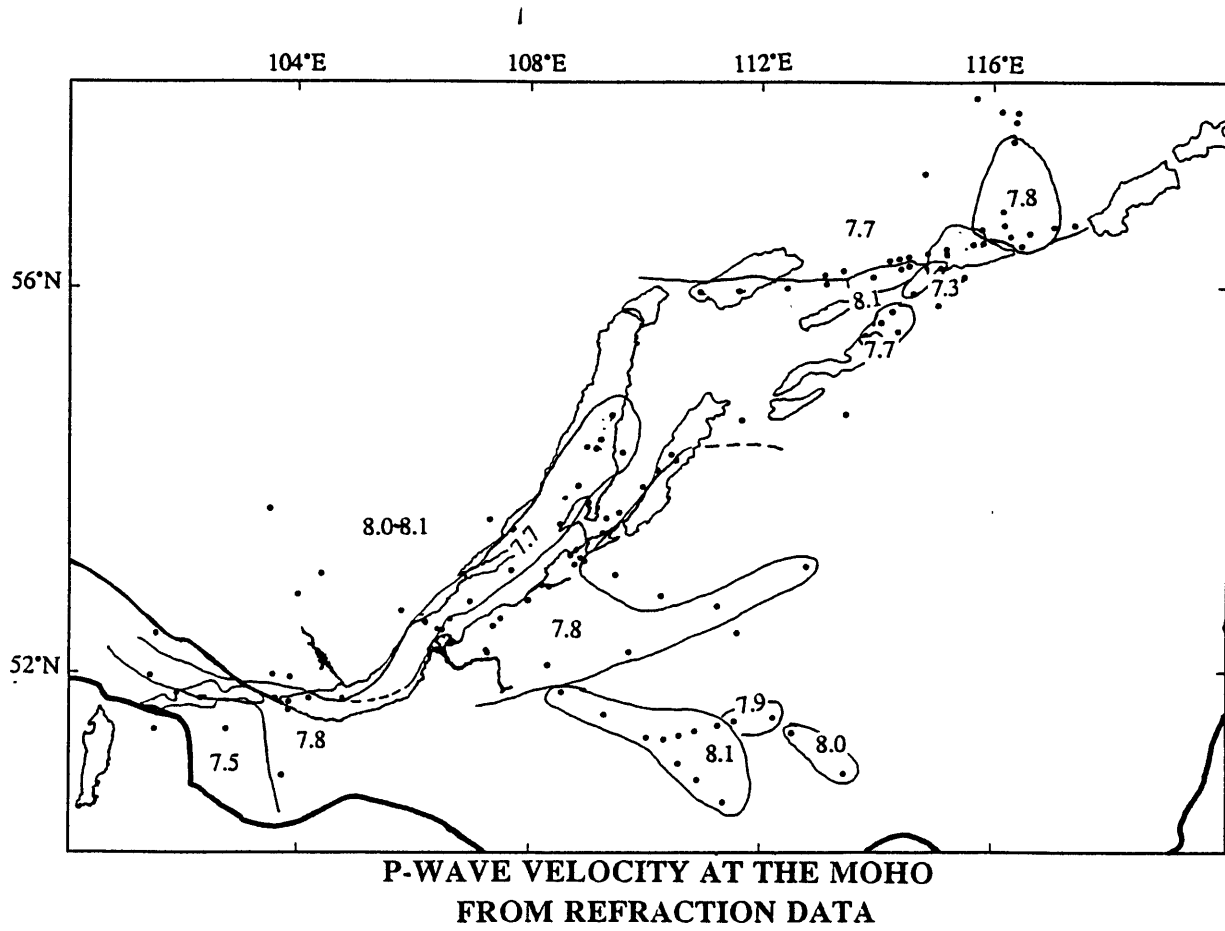 104°E 108°E 112°E 116°E
7.8
7.7
56°N
7.3
8.1
7.7
8.0-8.1
7.7
7.8
52°N
7.9
7.8
8.1
8.0
7.5
P-WAVE VELOCITY AT THE MOHO
FROM REFRACTION DATA